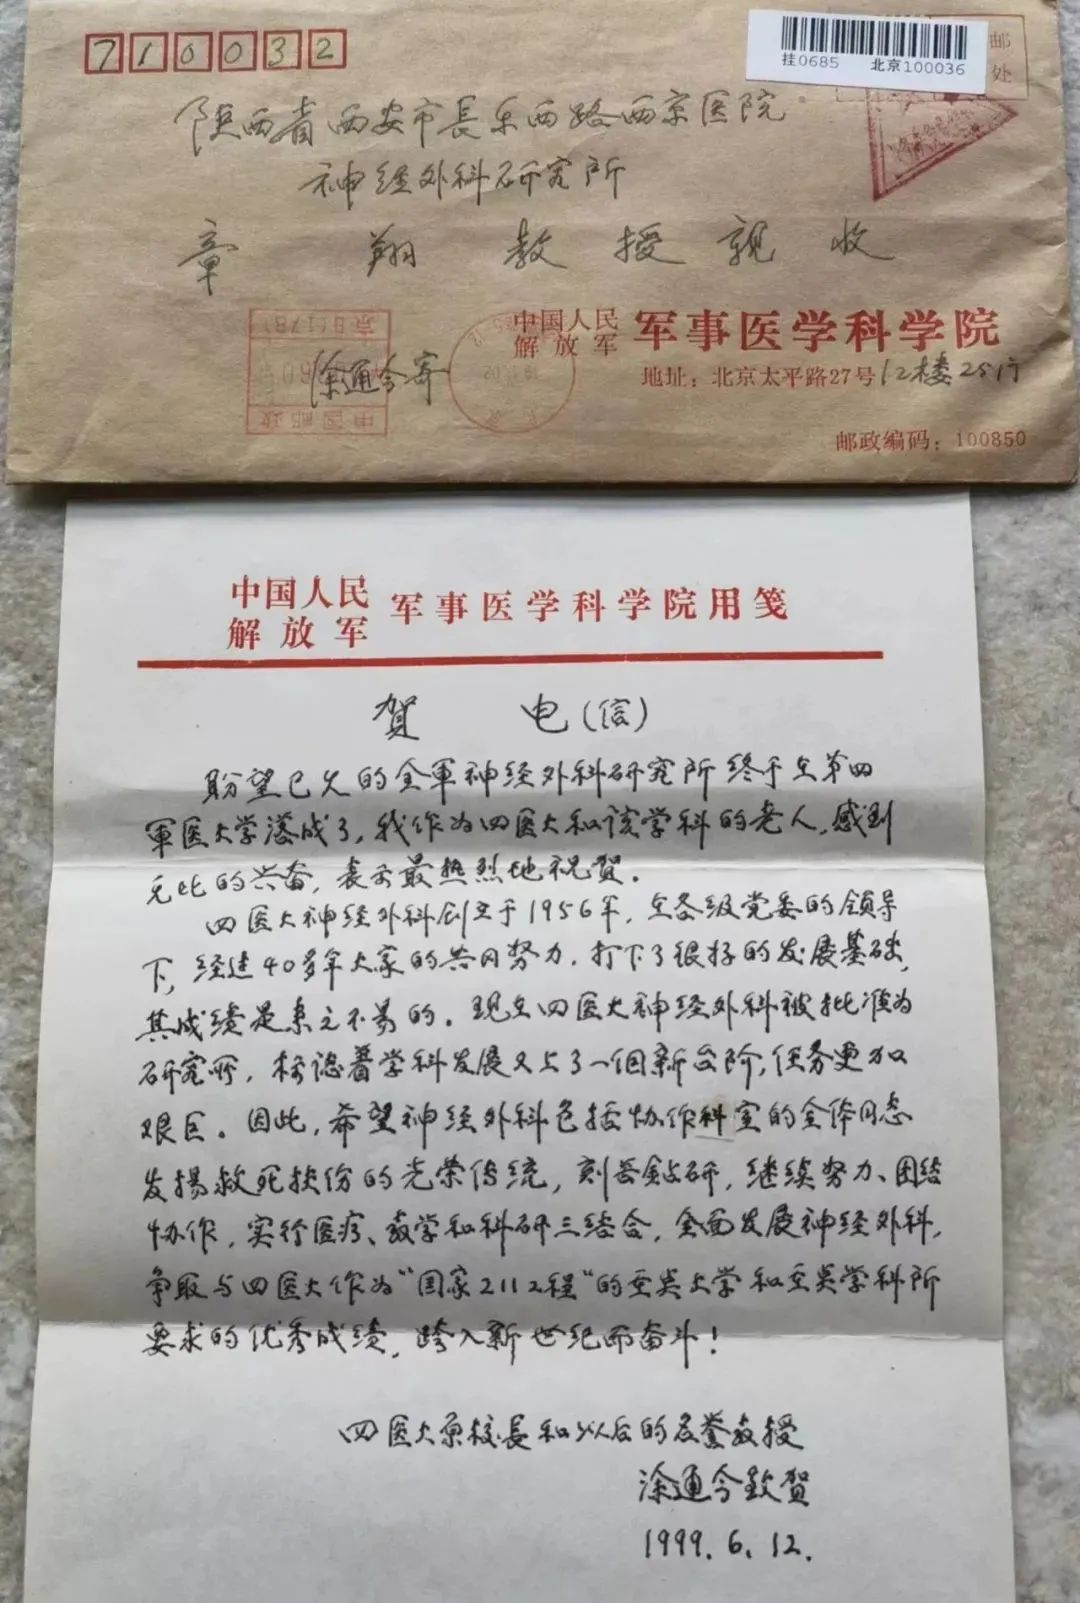 710032
挂0685 北京100036
邮
处
陕西省西安市長乐西路西京医院
神经外科研究所
章翔教授親收
中国人民
解放军
军事医学科学院
涂通今寄
地址：北京太平路27号12楼25门
中国邮政
邮政编码：100850
中国人民
解放军
军事医学科学院用笺
贺电(信)
盼望已久的全軍神经外科研究所终于在第四
軍医大学落成了，我作为四医大和该学科的老人，感到
无比的兴奋，表示最热烈地祝贺。
四医大神经外科创立于1956年，在各级党委的领导
下，经过40多年大家的共同努力，打下了很好的发展基础，
其成绩是来之不易的。现在四医大神经外科被批准为
研究所，标志着学科发展又上了一個新台阶，任务更加
艰巨。因此，希望神经外科包括协作科室的全体同志
发揚救死扶伤的光荣传统，刻苦鉆研，继续努力、团结
协作，实行医疗、教学和科研三结合，全面发展神经外科，
争取与四医大作为“国家211工程”的重点大学和重点学科所
要求的优秀成绩，跨入新世纪而奋斗！
四医大原校長和以后的名誉教授
涂通今致贺
1999.6.12.